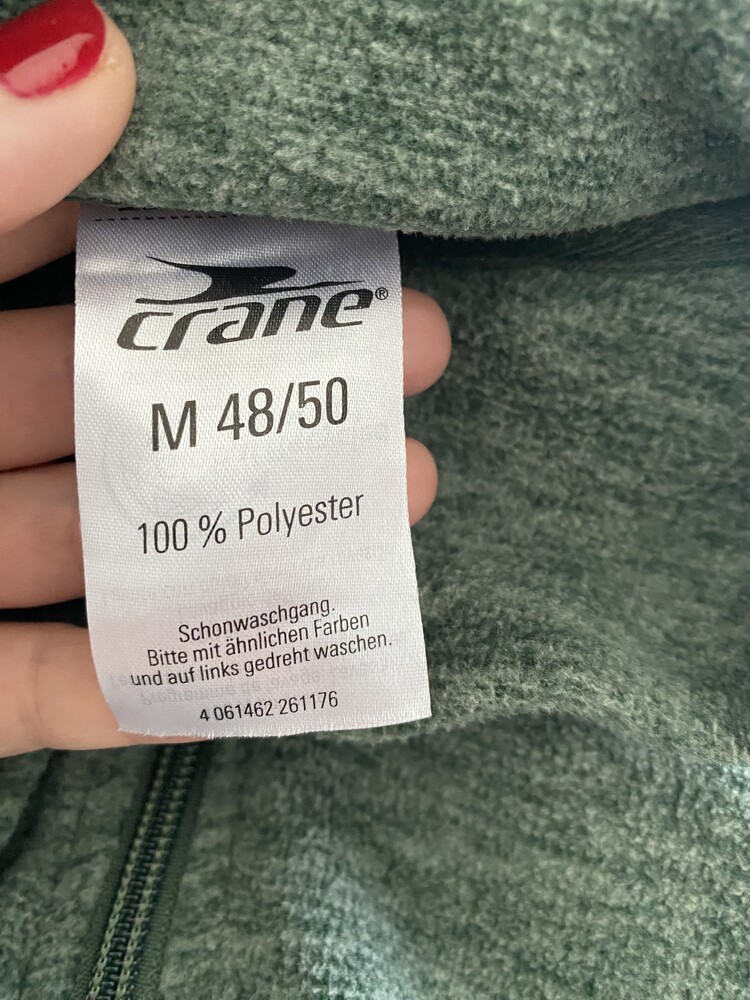 crane®
M 48/50
100 % Polyester
Schonwaschgang.
Bitte mit ähnlichen Farben
und auf links gedreht waschen.
4 061462 261176